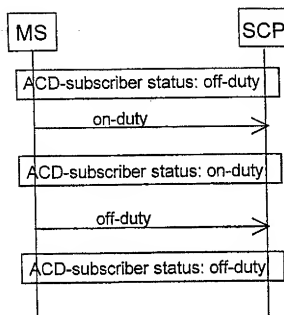 MS
SCP
ACD-subscriber status: off-duty
on-duty
ACD-subscriber status: on-duty
off-duty
ACD-subscriber status: off-duty